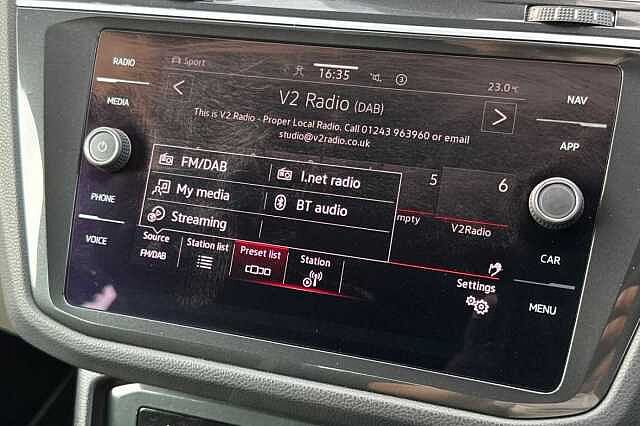 RADIO
MEDIA
PHONE
VOICE
Sport
16:35
3
23.0°C
V2 Radio (DAB)
This is V2 Radio - Proper Local Radio. Call 01243 963960 or email
studio@v2radio.co.uk
FM/DAB
I.net radio
My media
BT audio
Streaming
5
6
mpty
V2Radio
Source
FM/DAB
Station list
Preset list
Station
Settings
NAV
APP
CAR
MENU